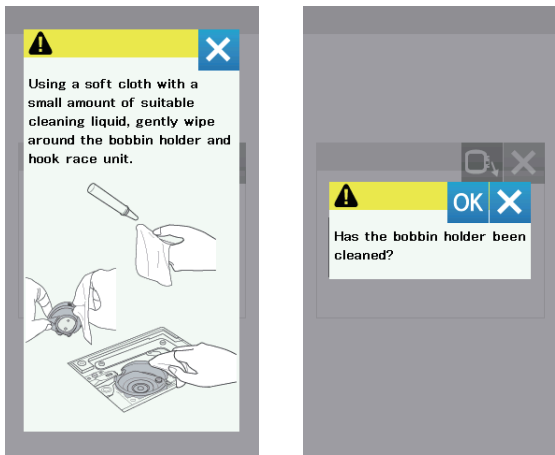 Using a soft cloth with a
small amount of suitable
cleaning liquid, gently wipe
around the bobbin holder and
hook race unit.
OK
Has the bobbin holder been
cleaned?